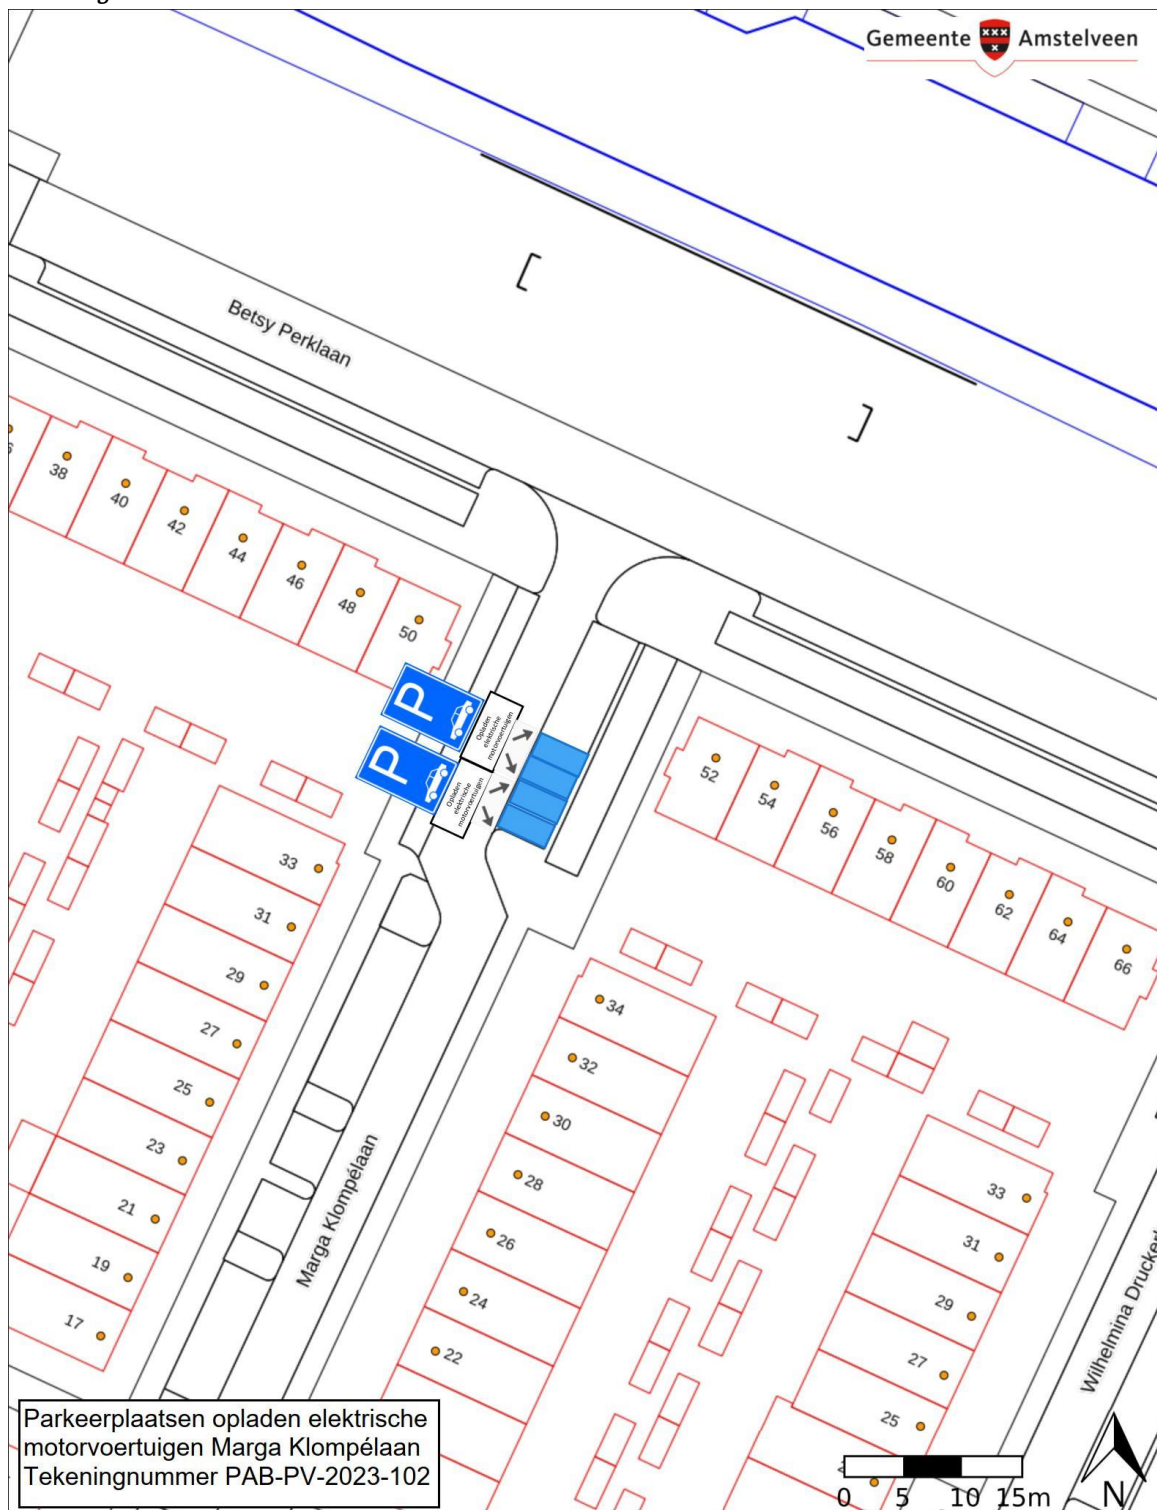 Gemeente Amstelveen
Betsy Perklaan
38
40
42
44
46
48
50
P
Opladen
elektrische
motorvoertuigen
P
Opladen
elektrische
motorvoertuigen
52
54
56
58
60
62
64
66
33
31
29
27
25
23
21
19
17
34
32
30
28
26
24
22
33
31
29
27
25
Marga Klompélaan
Wilhelmina Drucker
Parkeerplaatsen opladen elektrische
motorvoertuigen Marga Klompélaan
Tekeningnummer PAB-PV-2023-102
0 5 10 15m
N